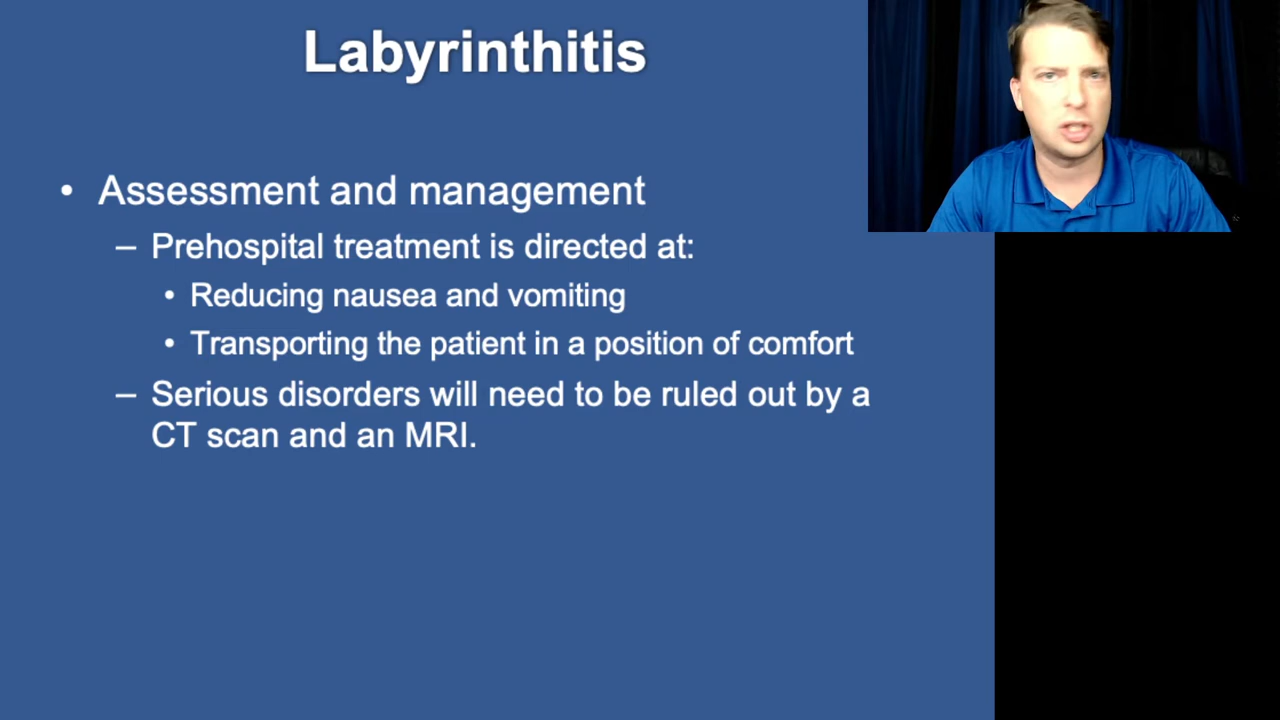 Labyrinthitis
• Assessment and management
– Prehospital treatment is directed at:
• Reducing nausea and vomiting
• Transporting the patient in a position of comfort
– Serious disorders will need to be ruled out by a
CT scan and an MRI.